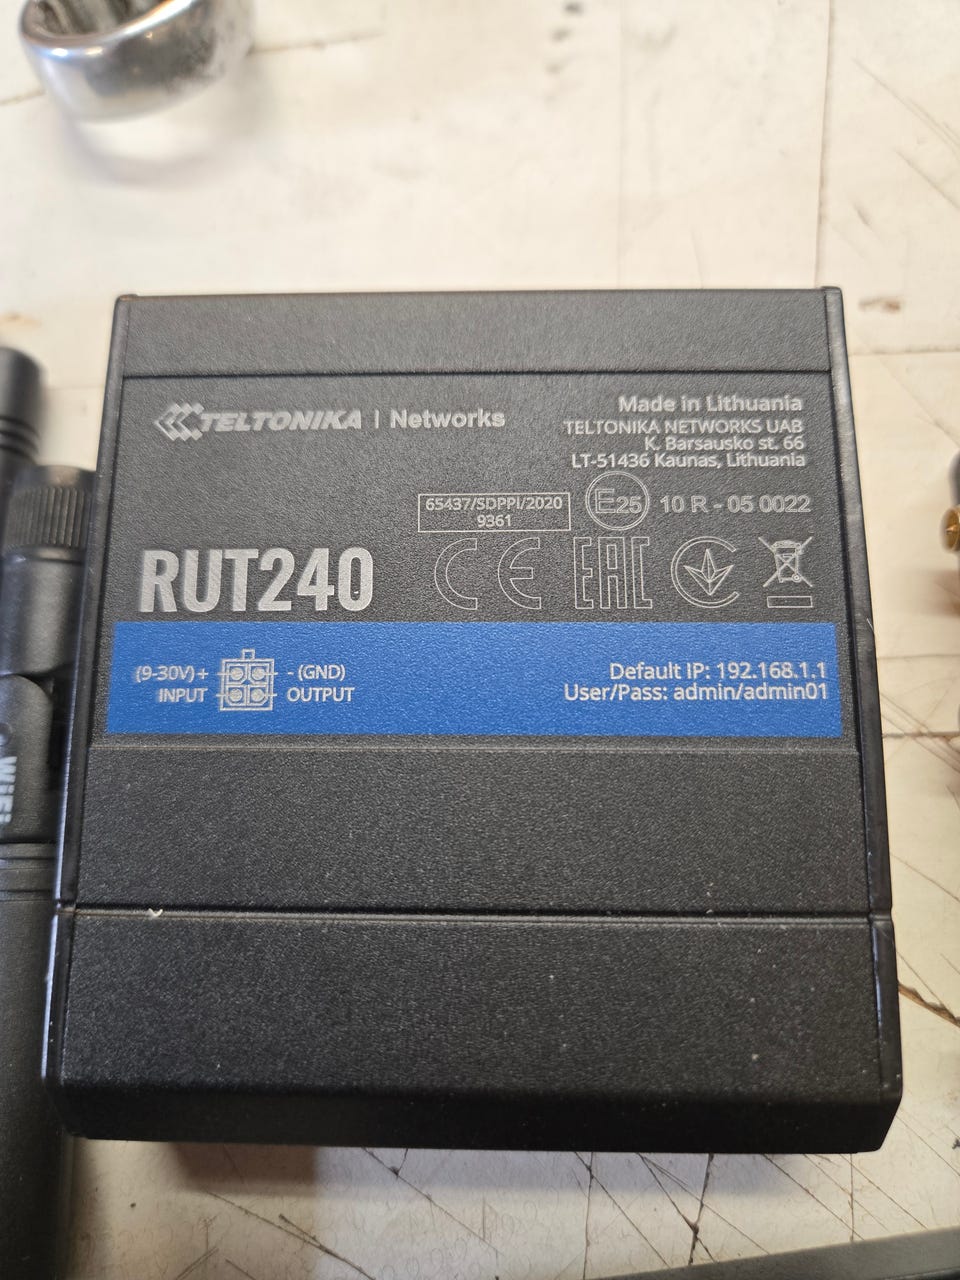 TELTONIKA | Networks
Made in Lithuania
TELTONIKA NETWORKS UAB
K. Barsausko st. 66
LT-51436 Kaunas, Lithuania
65437/SDPPI/2020
9361
E25 10 R - 05 0022
CE EAC
RUT240
(9-30V)+ - (GND)
INPUT OUTPUT
Default IP: 192.168.1.1
User/Pass: admin/admin01
WiFi